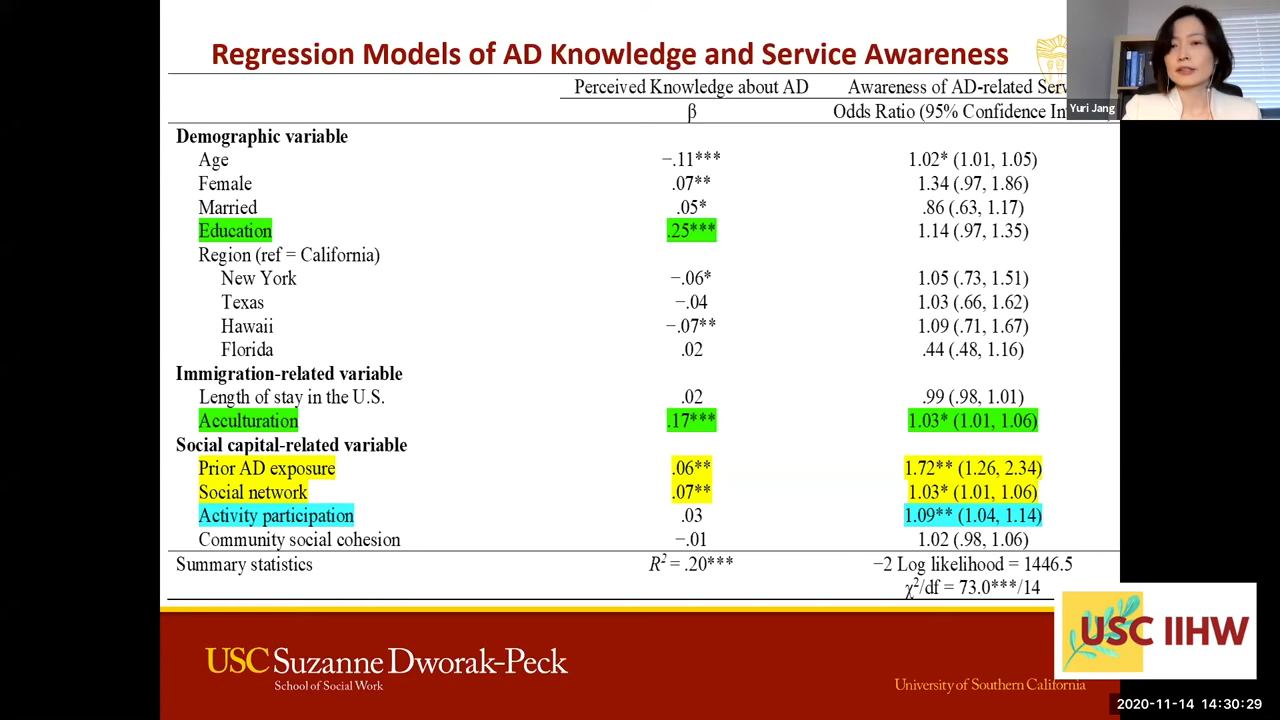 Regression Models of AD Knowledge and Service Awareness
Perceived Knowledge about AD Awareness of AD-related
β Odds Ratio (95% Confidence
Yuri Jang
Demographic variable
Age −.11*** 1.02* (1.01, 1.05)
Female .07** 1.34 (.97, 1.86)
Married .05* .86 (.63, 1.17)
Education .25*** 1.14 (.97, 1.35)
Region (ref = California)
New York −.06* 1.05 (.73, 1.51)
Texas −.04 1.03 (.66, 1.62)
Hawaii −.07** 1.09 (.71, 1.67)
Florida .02 .44 (.48, 1.16)
Immigration-related variable
Length of stay in the U.S. .02 .99 (.98, 1.01)
Acculturation .17*** 1.03* (1.01, 1.06)
Social capital-related variable
Prior AD exposure .06** 1.72** (1.26, 2.34)
Social network .07** 1.03* (1.01, 1.06)
Activity participation .03 1.09** (1.04, 1.14)
Community social cohesion −.01 1.02 (.98, 1.06)
Summary statistics R² = .20*** −2 Log likelihood = 1446.5
χ²/df = 73.0***/14
USC IIHW
USC Suzanne Dworak-Peck
School of Social Work
University of Southern California
2020-11-14 14:30:29